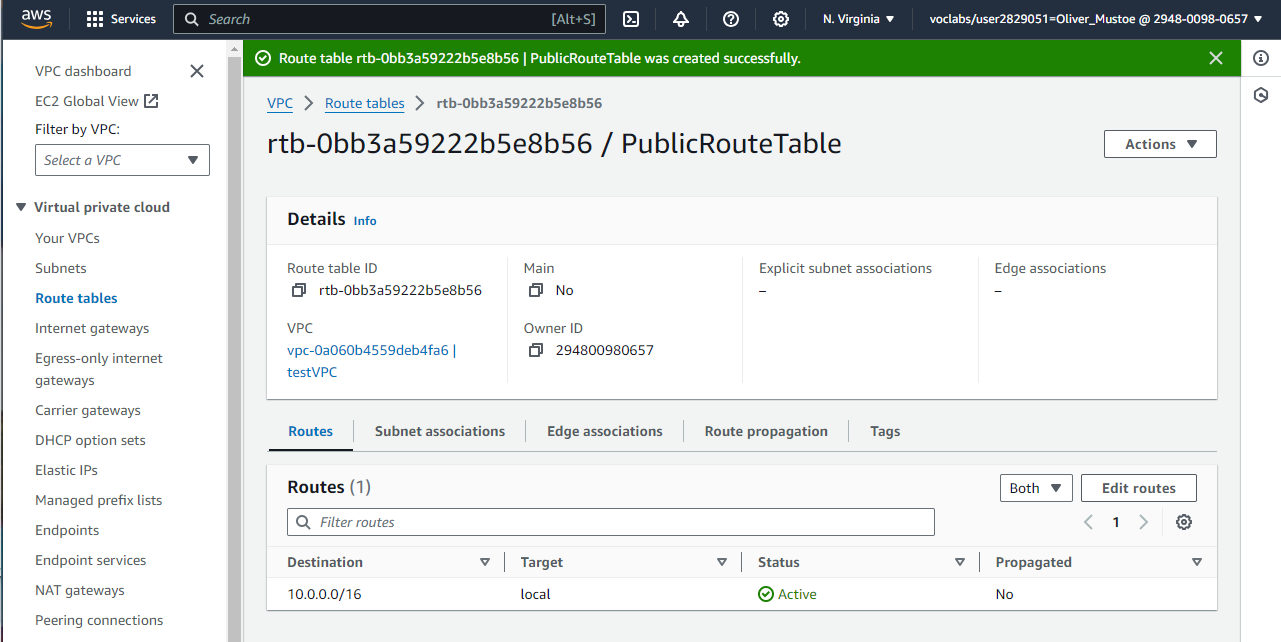 aws
Services
Search [Alt+S]
N. Virginia
voclabs/user2829051=Oliver_Mustoe @ 2948-0098-0657
VPC dashboard
EC2 Global View
Filter by VPC:
Select a VPC
Virtual private cloud
Your VPCs
Subnets
Route tables
Internet gateways
Egress-only internet
gateways
Carrier gateways
DHCP option sets
Elastic IPs
Managed prefix lists
Endpoints
Endpoint services
NAT gateways
Peering connections
Route table rtb-0bb3a59222b5e8b56 | PublicRouteTable was created successfully.
VPC > Route tables > rtb-0bb3a59222b5e8b56
rtb-0bb3a59222b5e8b56 / PublicRouteTable
Actions
Details Info
Route table ID
rtb-0bb3a59222b5e8b56
Main
No
Explicit subnet associations
–
Edge associations
–
VPC
vpc-0a060b4559deb4fa6 |
testVPC
Owner ID
294800980657
Routes
Subnet associations
Edge associations
Route propagation
Tags
Routes (1)
Both
Edit routes
Filter routes
1
Destination Target Status Propagated
10.0.0.0/16 local Active No